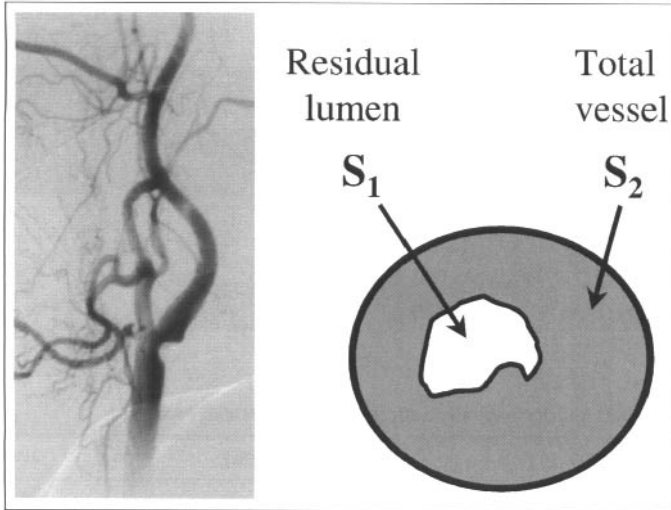 Residual
lumen
S1
Total
vessel
S2